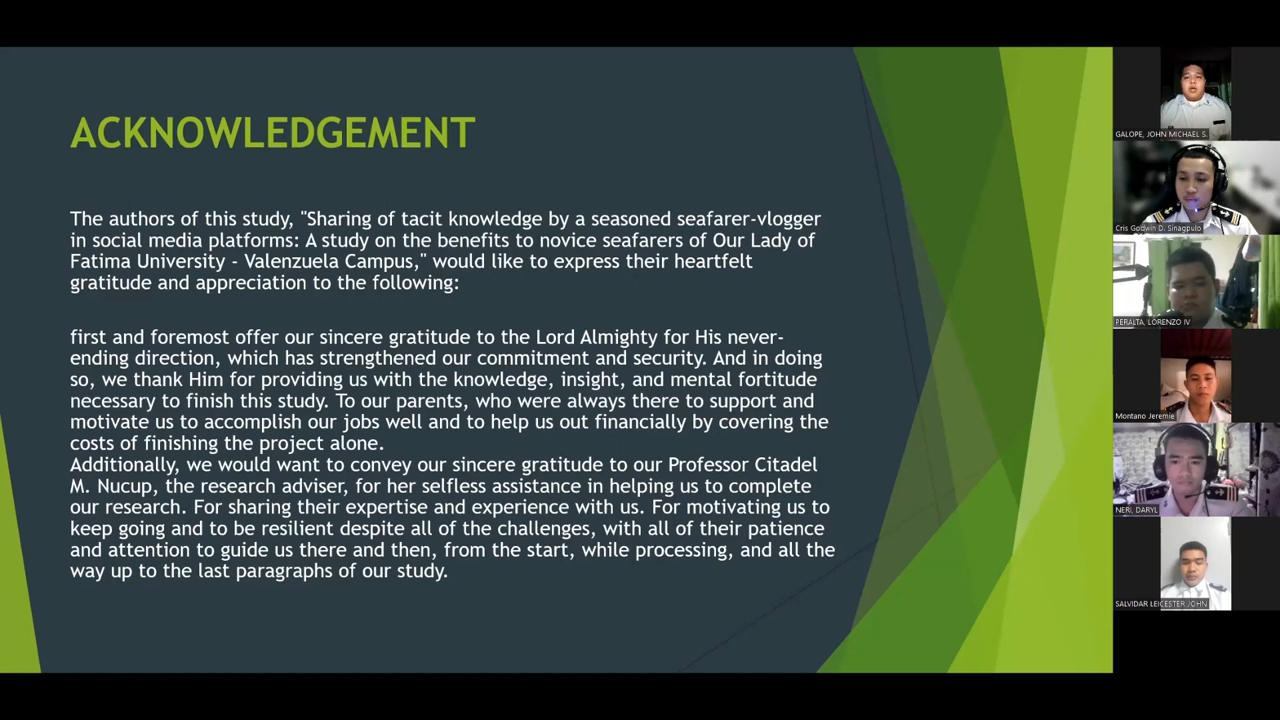 ACKNOWLEDGEMENT
The authors of this study, "Sharing of tacit knowledge by a seasoned seafarer-vlogger
in social media platforms: A study on the benefits to novice seafarers of Our Lady of
Fatima University - Valenzuela Campus," would like to express their heartfelt
gratitude and appreciation to the following:
first and foremost offer our sincere gratitude to the Lord Almighty for His never-
ending direction, which has strengthened our commitment and security. And in doing
so, we thank Him for providing us with the knowledge, insight, and mental fortitude
necessary to finish this study. To our parents, who were always there to support and
motivate us to accomplish our jobs well and to help us out financially by covering the
costs of finishing the project alone.
Additionally, we would want to convey our sincere gratitude to our Professor Citadel
M. Nucup, the research adviser, for her selfless assistance in helping us to complete
our research. For sharing their expertise and experience with us. For motivating us to
keep going and to be resilient despite all of the challenges, with all of their patience
and attention to guide us there and then, from the start, while processing, and all the
way up to the last paragraphs of our study.
GALOPE, JOHN MICHAEL S.
Cris Godwin D. Sinagpulo
PERALTA, LORENZO IV
Montano Jeremie
NERI, DARYL
SALVIDAR LEICESTER JOHN